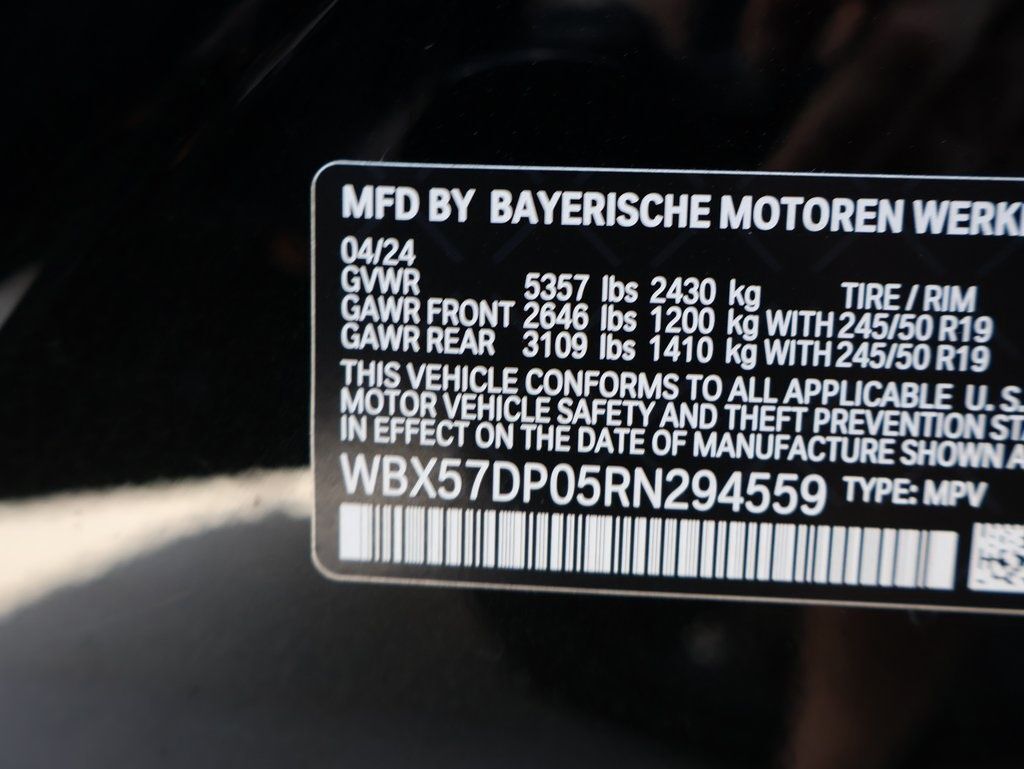 MFD BY BAYERISCHE MOTOREN WERK
04/24
GVWR 5357 lbs 2430 kg TIRE / RIM
GAWR FRONT 2646 lbs 1200 kg WITH 245/50 R19
GAWR REAR 3109 lbs 1410 kg WITH 245/50 R19
THIS VEHICLE CONFORMS TO ALL APPLICABLE U. S.
MOTOR VEHICLE SAFETY AND THEFT PREVENTION
IN EFFECT ON THE DATE OF MANUFACTURE SHOWN
WBX57DP05RN294559 TYPE: MPV